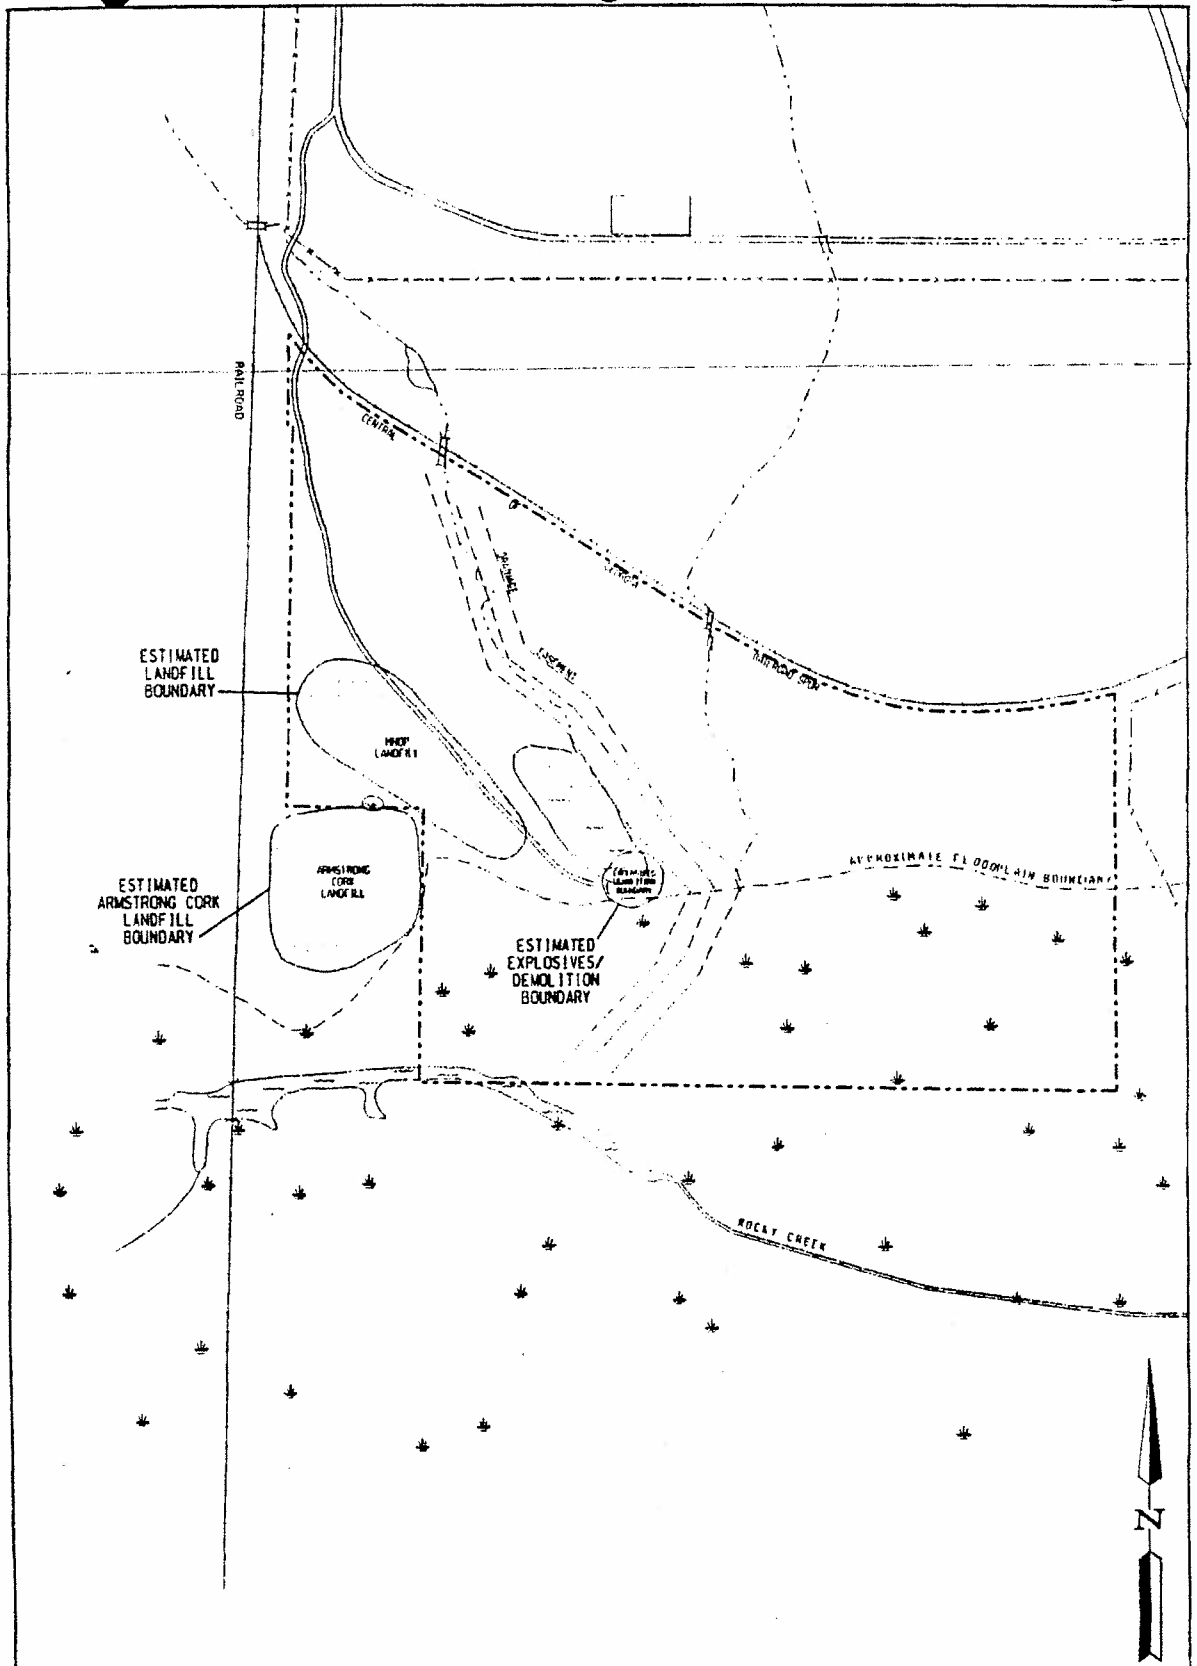 RAILROAD
CENTRAL
OF
GEORGIA
DRAINAGE
EASEMENT
RAILROAD SPUR
ESTIMATED
LANDFILL
BOUNDARY
LANDFILL
ARMSTRONG
CORK
LANDFILL
ESTIMATED
ARMSTRONG CORK
LANDFILL
BOUNDARY
APPROXIMATE FLOODPLAIN BOUNDARY
ESTIMATED
EXPLOSIVES/
DEMOLITION
BOUNDARY
ROCKY CREEK
N